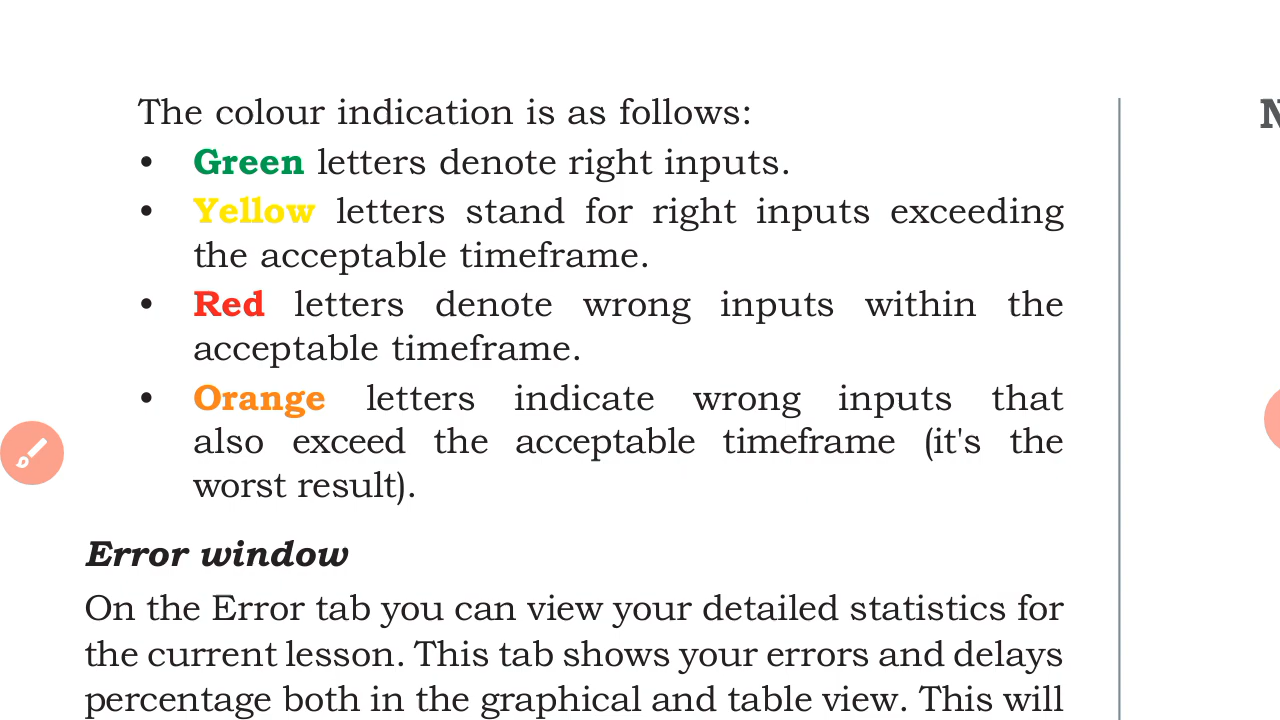 The colour indication is as follows:
• Green letters denote right inputs.
• Yellow letters stand for right inputs exceeding
the acceptable timeframe.
• Red letters denote wrong inputs within the
acceptable timeframe.
• Orange letters indicate wrong inputs that
also exceed the acceptable timeframe (it's the
worst result).
Error window
On the Error tab you can view your detailed statistics for
the current lesson. This tab shows your errors and delays
percentage both in the graphical and table view. This will